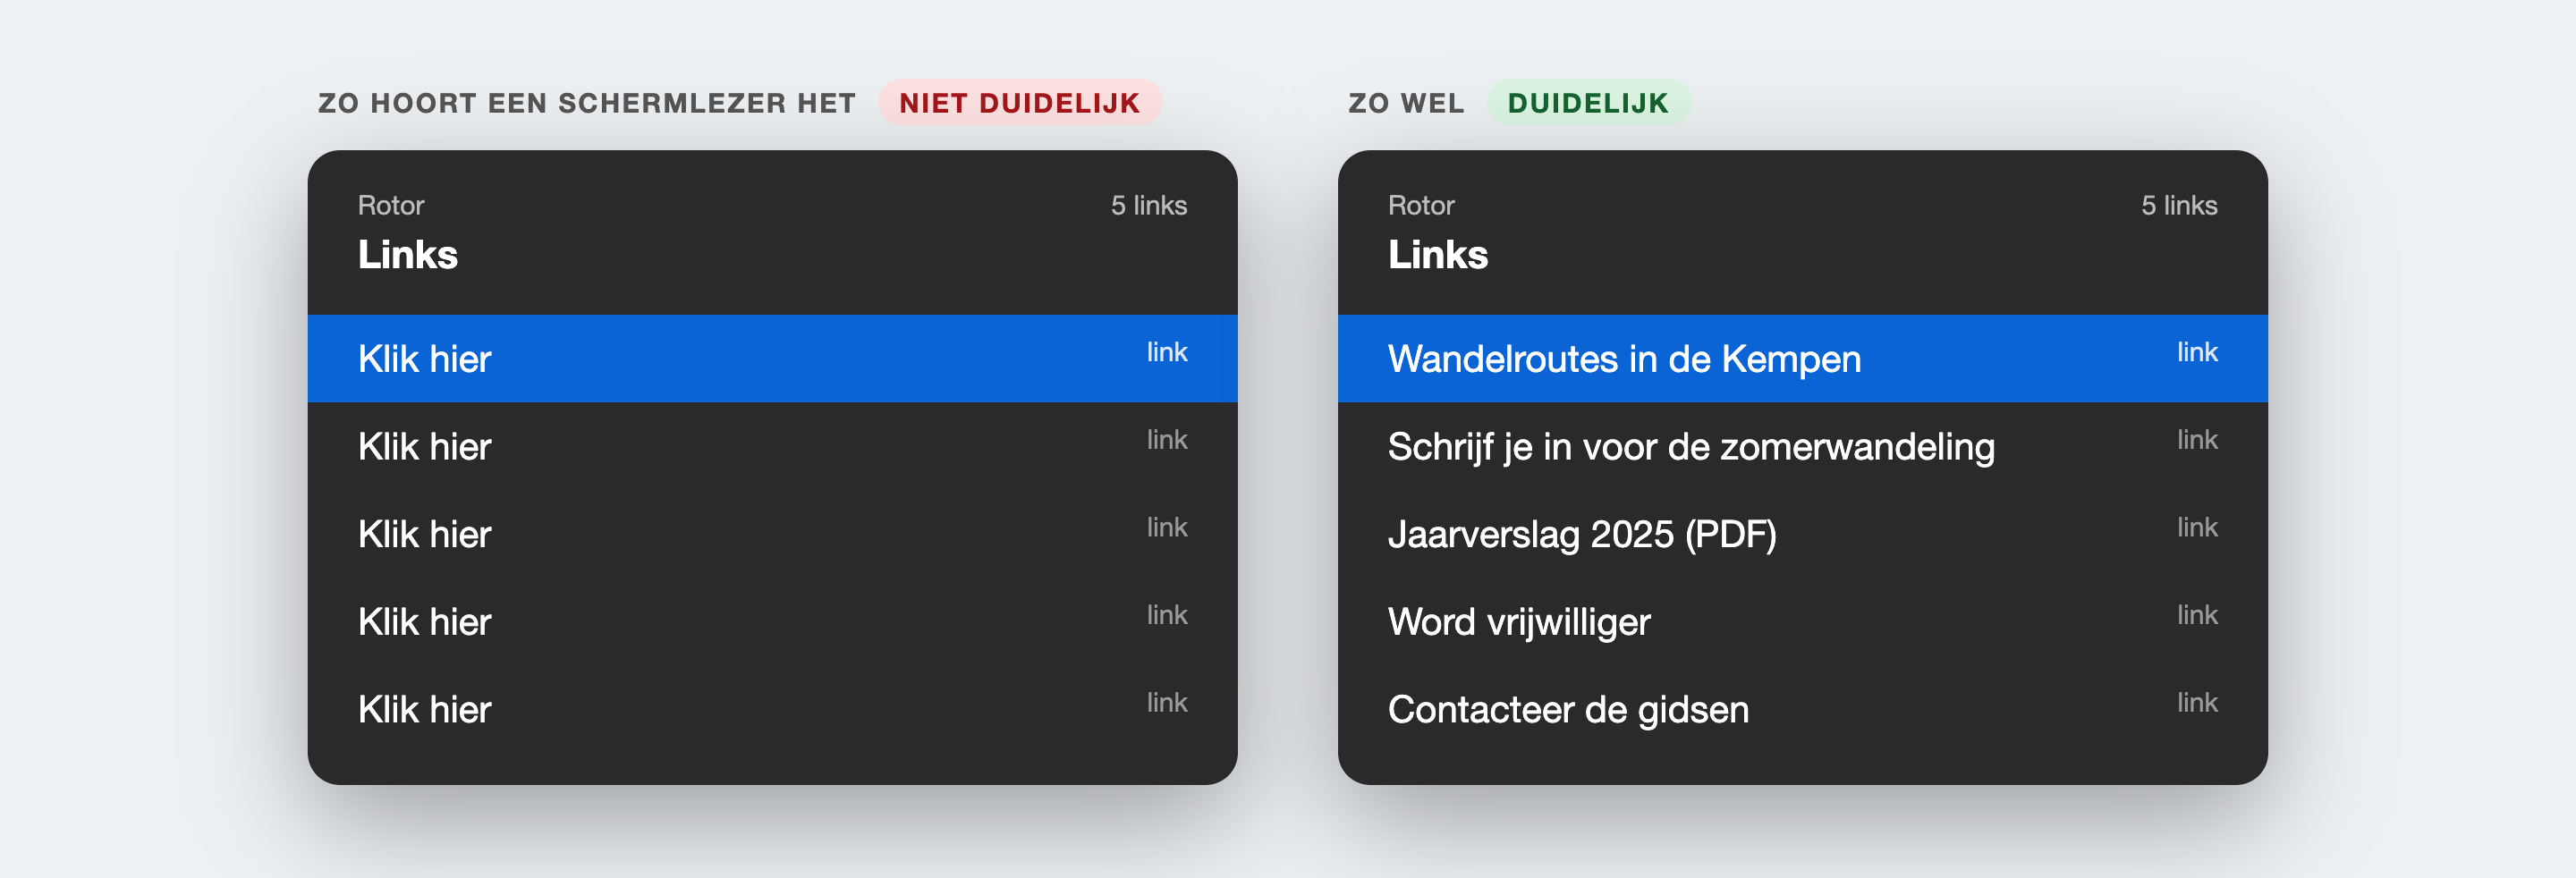 ZO HOORT EEN SCHERMLEZER HET NIET DUIDELIJK
Rotor 5 links
Links
Klik hier link
Klik hier link
Klik hier link
Klik hier link
Klik hier link
ZO WEL DUIDELIJK
Rotor 5 links
Links
Wandelroutes in de Kempen link
Schrijf je in voor de zomerwandeling link
Jaarverslag 2025 (PDF) link
Word vrijwilliger link
Contacteer de gidsen link